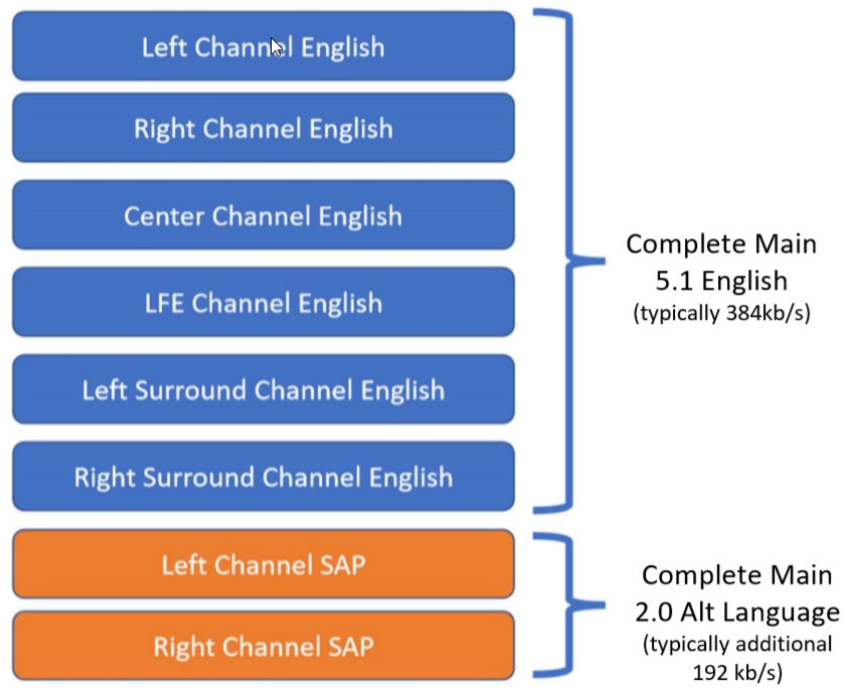 Left Channel English
Right Channel English
Center Channel English
LFE Channel English
Left Surround Channel English
Right Surround Channel English
Complete Main
5.1 English
(typically 384kb/s)
Left Channel SAP
Right Channel SAP
Complete Main
2.0 Alt Language
(typically additional
192 kb/s)